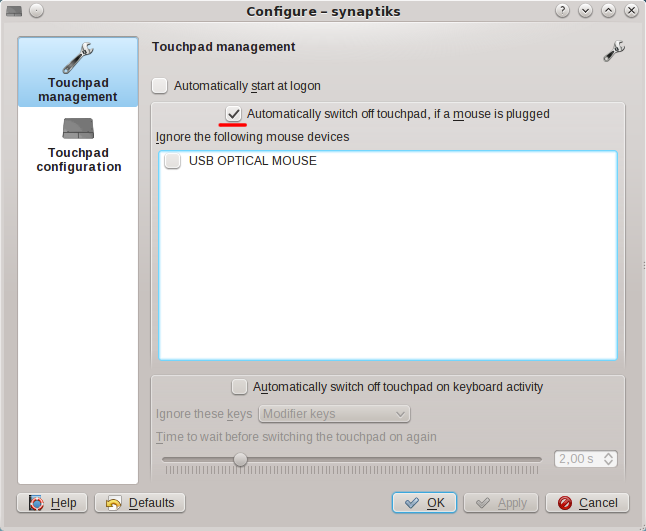 Configure – synaptiks
Touchpad
management
Touchpad
configuration
Touchpad management
Automatically start at logon
Automatically switch off touchpad, if a mouse is plugged
Ignore the following mouse devices
USB OPTICAL MOUSE
Automatically switch off touchpad on keyboard activity
Ignore these keys Modifier keys
Time to wait before switching the touchpad on again
2,00 s
Help Defaults OK Apply Cancel